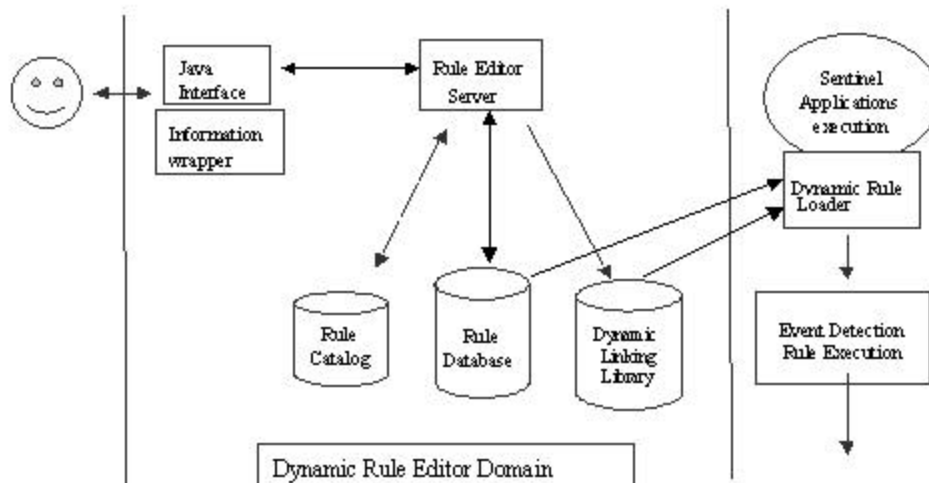 Java
Interface
Information
wrapper
Rule Editor
Server
Sentinel
Applications
execution
Dynamic Rule
Loader
Rule
Catalog
Rule
Database
Dynamic
Linking
Library
Event Detection
Rule Execution
Dynamic Rule Editor Domain